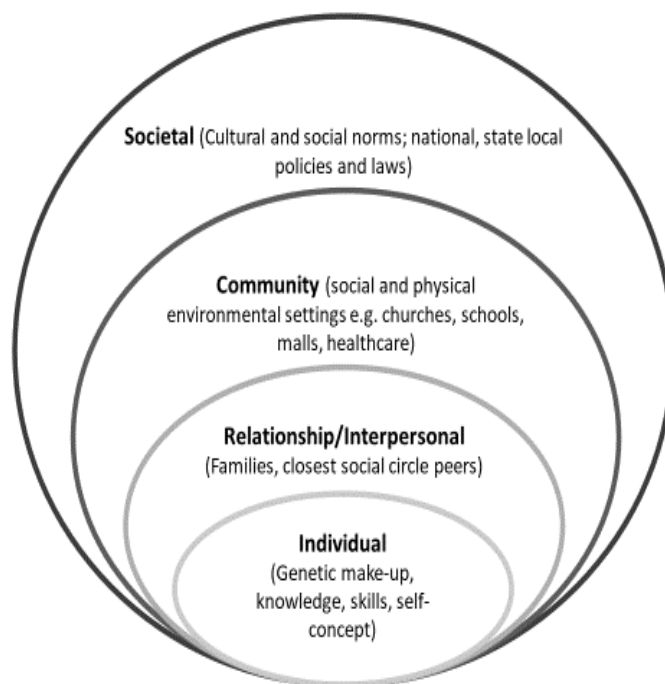 Societal (Cultural and social norms; national, state local
policies and laws)
Community (social and physical
environmental settings e.g. churches, schools,
malls, healthcare)
Relationship/Interpersonal
(Families, closest social circle peers)
Individual
(Genetic make-up,
knowledge, skills, self-
concept)